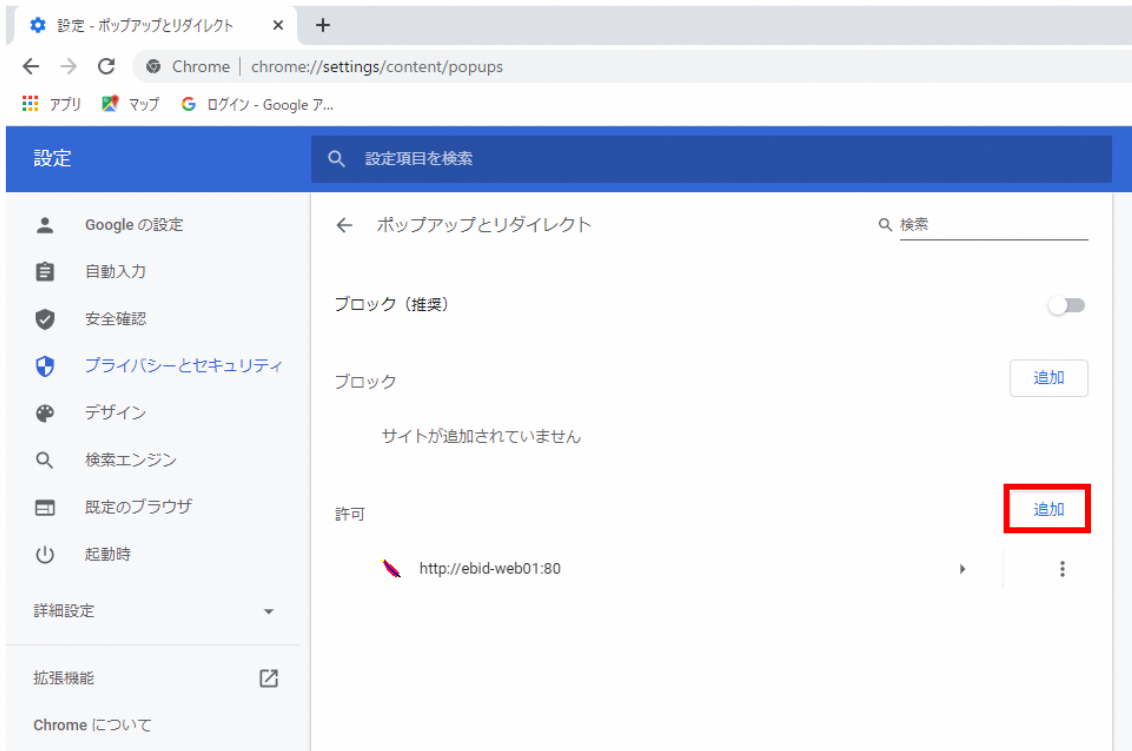 設定 - ポップアップとリダイレクト
Chrome | chrome://settings/content/popups
アプリ マップ ログイン - Google ア...
設定
設定項目を検索
Google の設定
自動入力
安全確認
プライバシーとセキュリティ
デザイン
検索エンジン
既定のブラウザ
起動時
詳細設定
拡張機能
Chrome について
ポップアップとリダイレクト
検索
ブロック（推奨）
ブロック
追加
サイトが追加されていません
許可
追加
http://ebid-web01:80